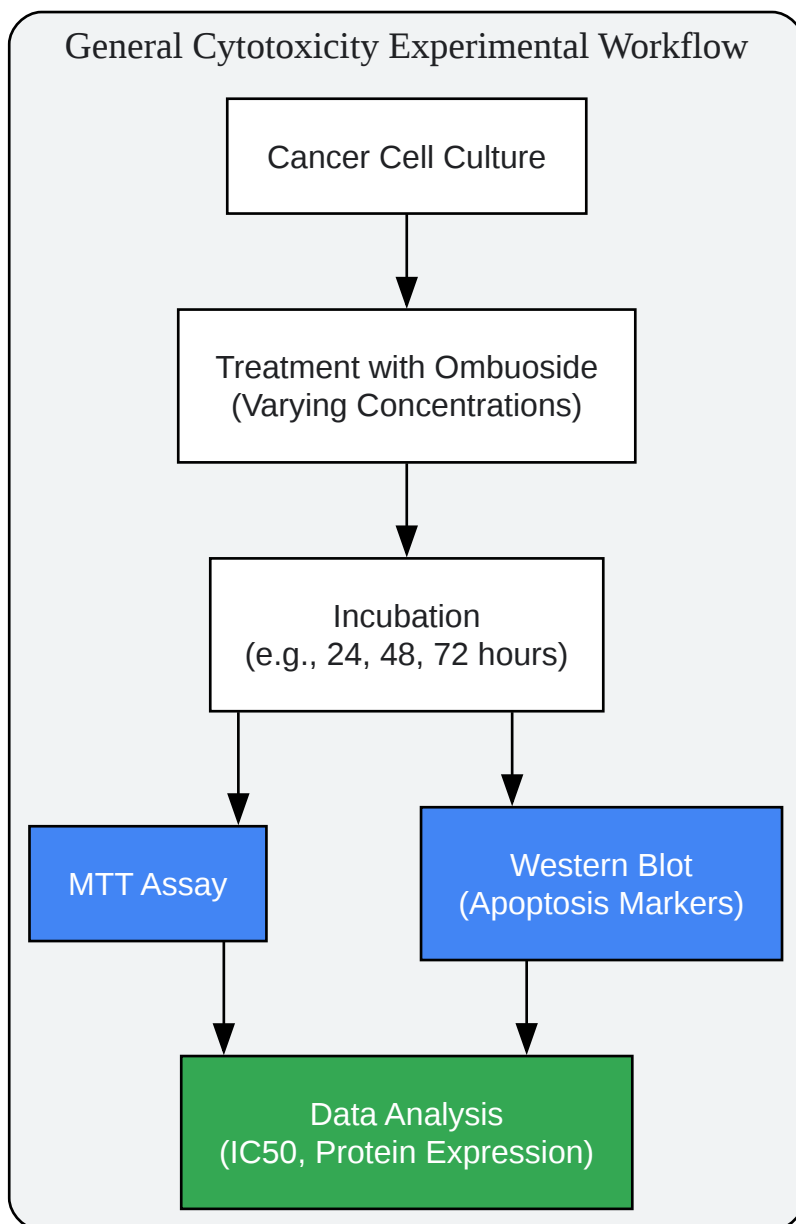 General Cytotoxicity Experimental Workflow
Cancer Cell Culture
Treatment with Ombuoside
(Varying Concentrations)
Incubation
(e.g., 24, 48, 72 hours)
MTT Assay
Western Blot
(Apoptosis Markers)
Data Analysis
(IC50, Protein Expression)